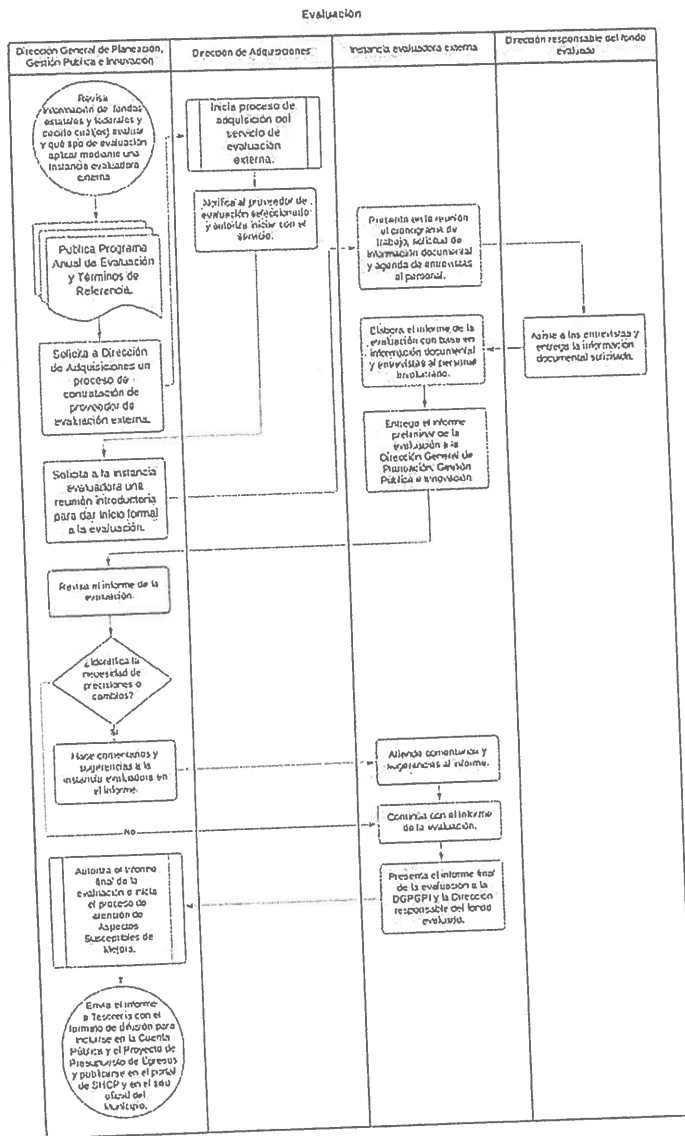 Evaluación
Dirección General de Planeación,
Gestión Pública e Innovación
Dirección de Adquisiciones
Instancia evaluadora externa
Dirección responsable del fondo
evaluado
Revisa
información de fondos
estatales y federales y
decide cuál(es) evaluar
y qué tipo de evaluación
aplicar mediante una
instancia evaluadora
externa
Inicia proceso de
adquisición del
servicio de
evaluación
externa.
Notifica al proveedor de
evaluación seleccionado
y autoriza iniciar con el
servicio.
Publica Programa
Anual de Evaluación
y Términos de
Referencia.
Presenta en la reunión
el cronograma de
trabajo, solicitud de
información documental
y agenda de entrevistas
al personal.
Asiste a las entrevistas y
entrega la información
documental solicitada.
Elabora el informe de la
evaluación con base en
información documental
y entrevistas al personal
involucrado.
Solicita a Dirección
de Adquisiciones un
proceso de
contratación de
proveedor de
evaluación externa.
Entrega el informe
preliminar de la
evaluación a la
Dirección General de
Planeación, Gestión
Pública e Innovación
Solicita a la instancia
evaluadora una
reunión introductoria
para dar inicio formal
a la evaluación.
Revisa el informe de la
evaluación.
¿Identifica la
necesidad de
precisiones o
cambios?
Si
Hace comentarios y
sugerencias a la
instancia evaluadora en
el informe.
Atiende comentarios y
sugerencias al informe.
No
Continúa con el informe
de la evaluación.
Autoriza el informe
final de la
evaluación e inicia
el proceso de
atención de
Aspectos
Susceptibles de
Mejora.
Presenta el informe final
de la evaluación a la
DGPGPI y la Dirección
responsable del fondo
evaluado.
Envía el informe
a Tesorería con el
formato de difusión para
incluirse en la Cuenta
Pública y el Proyecto de
Presupuesto de Egresos
y publicarse en el portal
de SHCP y en el sitio
oficial del
Municipio.